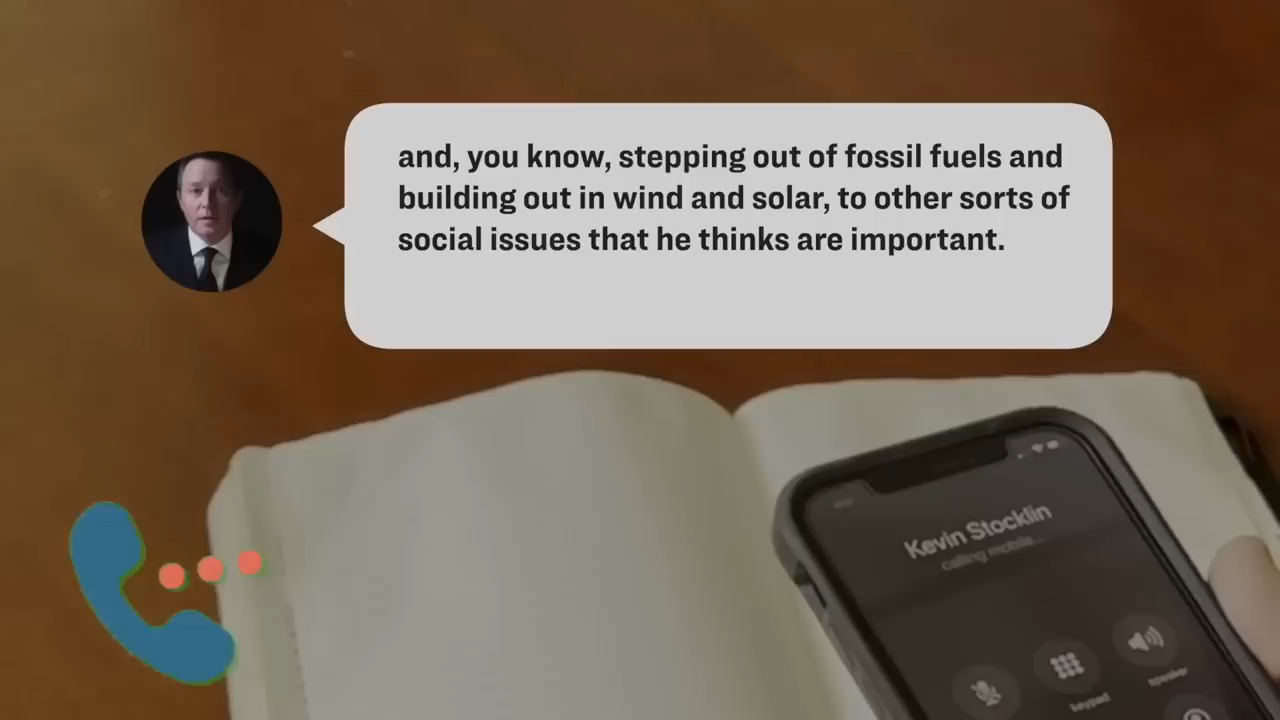 and, you know, stepping out of fossil fuels and
building out in wind and solar, to other sorts of
social issues that he thinks are important.
Kevin Stocklin
calling mobile...
keypad
speaker